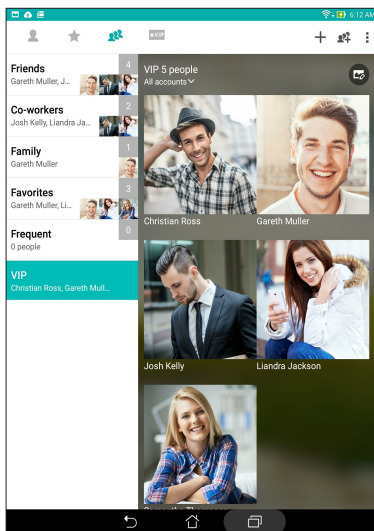 6:12 AM
VIP
Friends
4
Gareth Muller, J...
Co-workers
2
Josh Kelly, Liandra Ja...
Family
1
Gareth Muller
Favorites
3
Gareth Muller, Li...
Frequent
0
0 people
VIP
Christian Ross, Gareth Mull..
VIP 5 people
All accounts
Christian Ross
Gareth Muller
Josh Kelly
Liandra Jackson